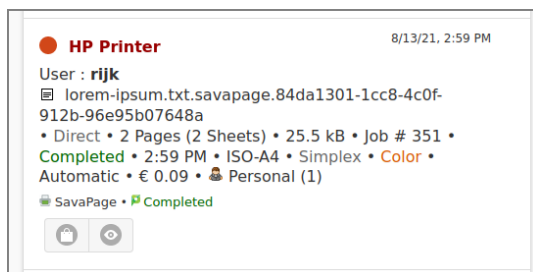 HP Printer 8/13/21, 2:59 PM
User : rijk
lorem-ipsum.txt.savapage.84da1301-1cc8-4c0f-
912b-96e95b07648a
• Direct • 2 Pages (2 Sheets) • 25.5 kB • Job # 351 •
Completed • 2:59 PM • ISO-A4 • Simplex • Color •
Automatic • € 0.09 • Personal (1)
SavaPage • Completed